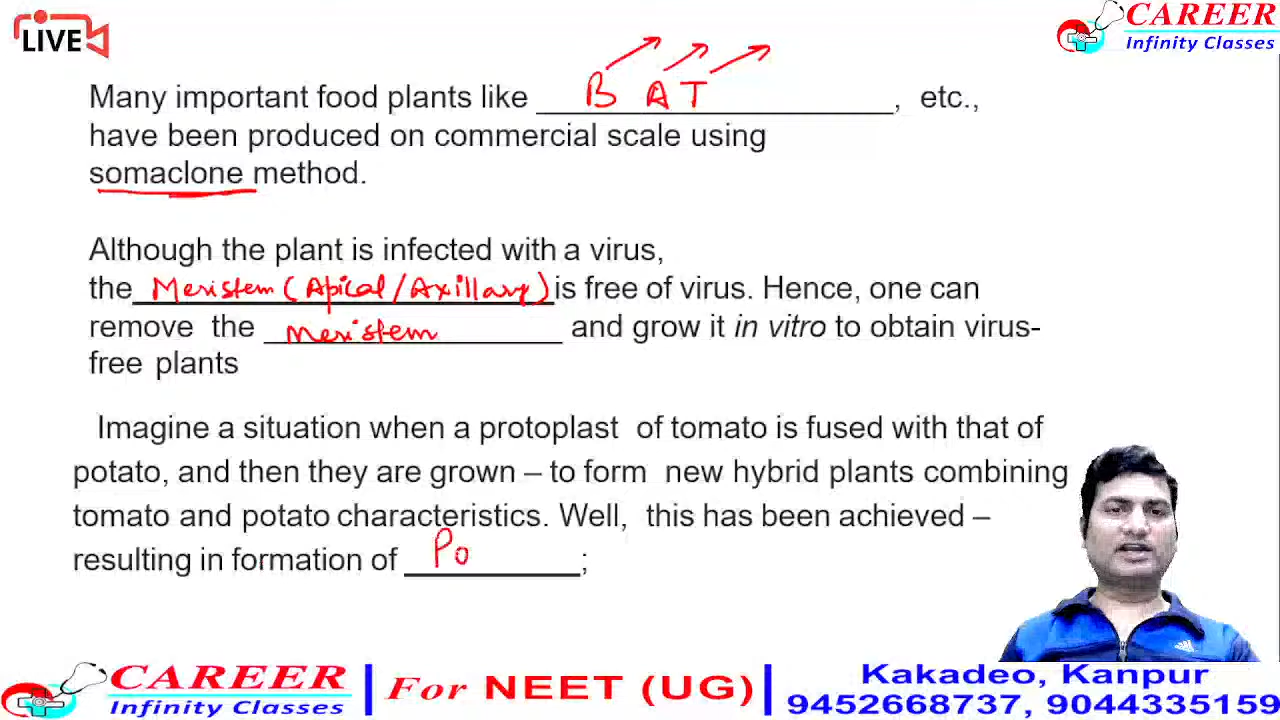 LIVE
CAREER
Infinity Classes
Many important food plants like B A T, etc.,
have been produced on commercial scale using
somaclone method.
Although the plant is infected with a virus,
the Meristem (Apical/Axillary) is free of virus. Hence, one can
remove the Meristem and grow it in vitro to obtain virus-
free plants
Imagine a situation when a protoplast of tomato is fused with that of
potato, and then they are grown – to form new hybrid plants combining
tomato and potato characteristics. Well, this has been achieved –
resulting in formation of Po ;
CAREER
Infinity Classes
For NEET (UG)
Kakadeo, Kanpur
9452668737, 9044335159